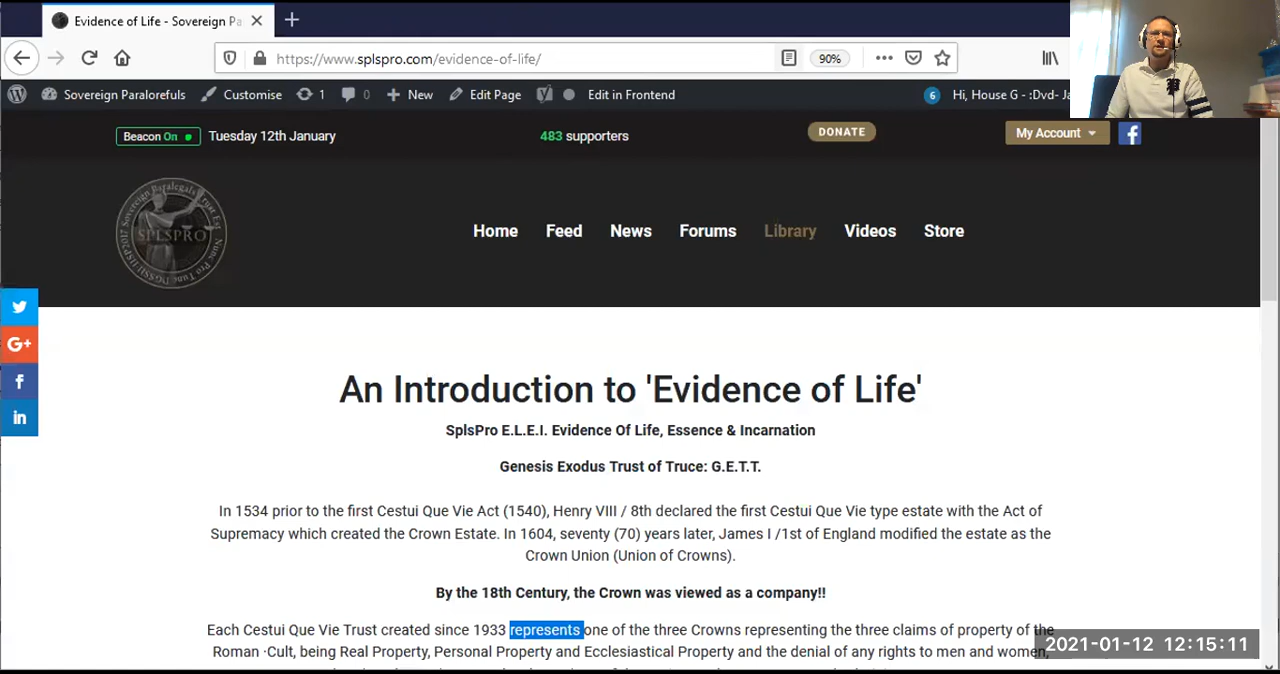 Evidence of Life - Sovereign Pa
https://www.splspro.com/evidence-of-life/
90%
Sovereign Paralorefuls
Customise
1
0
New
Edit Page
Edit in Frontend
6
Hi, House G - :Dvd- Ja
Beacon On
Tuesday 12th January
483 supporters
DONATE
My Account
SPLSPRO
Home
Feed
News
Forums
Library
Videos
Store
G+
in
An Introduction to 'Evidence of Life'
SplsPro E.L.E.I. Evidence Of Life, Essence & Incarnation
Genesis Exodus Trust of Truce: G.E.T.T.
In 1534 prior to the first Cestui Que Vie Act (1540), Henry VIII / 8th declared the first Cestui Que Vie type estate with the Act of
Supremacy which created the Crown Estate. In 1604, seventy (70) years later, James I /1st of England modified the estate as the
Crown Union (Union of Crowns).
By the 18th Century, the Crown was viewed as a company!!
Each Cestui Que Vie Trust created since 1933 represents one of the three Crowns representing the three claims of property of the
Roman ·Cult, being Real Property, Personal Property and Ecclesiastical Property and the denial of any rights to men and women,
2021-01-12 12:15:11